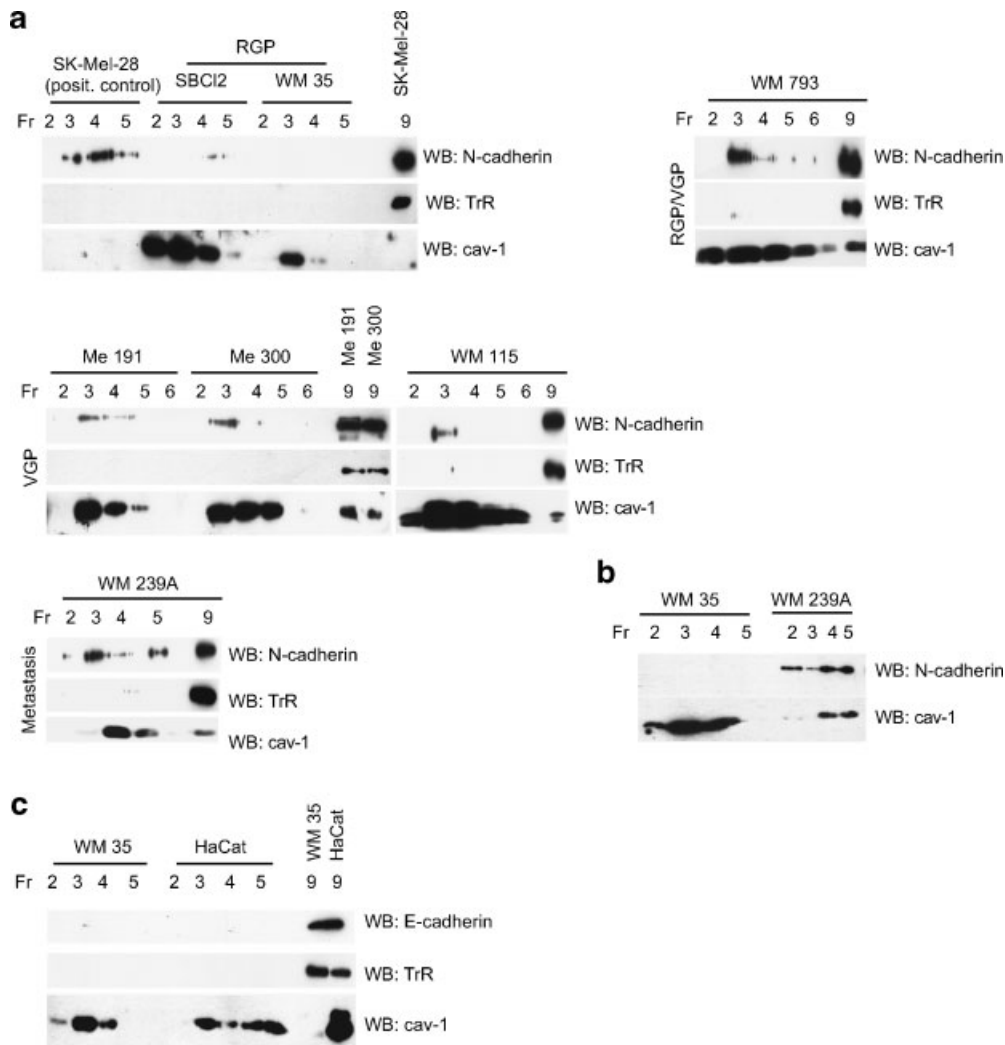 a
SK-Mel-28
(posit. control)
RGP
SBCl2
WM 35
SK-Mel-28
Fr 2 3 4 5 2 3 4 5 2 3 4 5 9
WB: N-cadherin
WB: TrR
WB: cav-1
WM 793
Fr 2 3 4 5 6 9
RGP/VGP
WB: N-cadherin
WB: TrR
WB: cav-1
Me 191
Me 300
Me 191
Me 300
WM 115
Fr 2 3 4 5 6 2 3 4 5 6 9 9 2 3 4 5 6 9
VGP
WB: N-cadherin
WB: TrR
WB: cav-1
WM 239A
Fr 2 3 4 5 9
Metastasis
WB: N-cadherin
WB: TrR
WB: cav-1
b
WM 35
WM 239A
Fr 2 3 4 5 2 3 4 5
WB: N-cadherin
WB: cav-1
c
WM 35
HaCat
WM 35
HaCat
Fr 2 3 4 5 2 3 4 5 9 9
WB: E-cadherin
WB: TrR
WB: cav-1